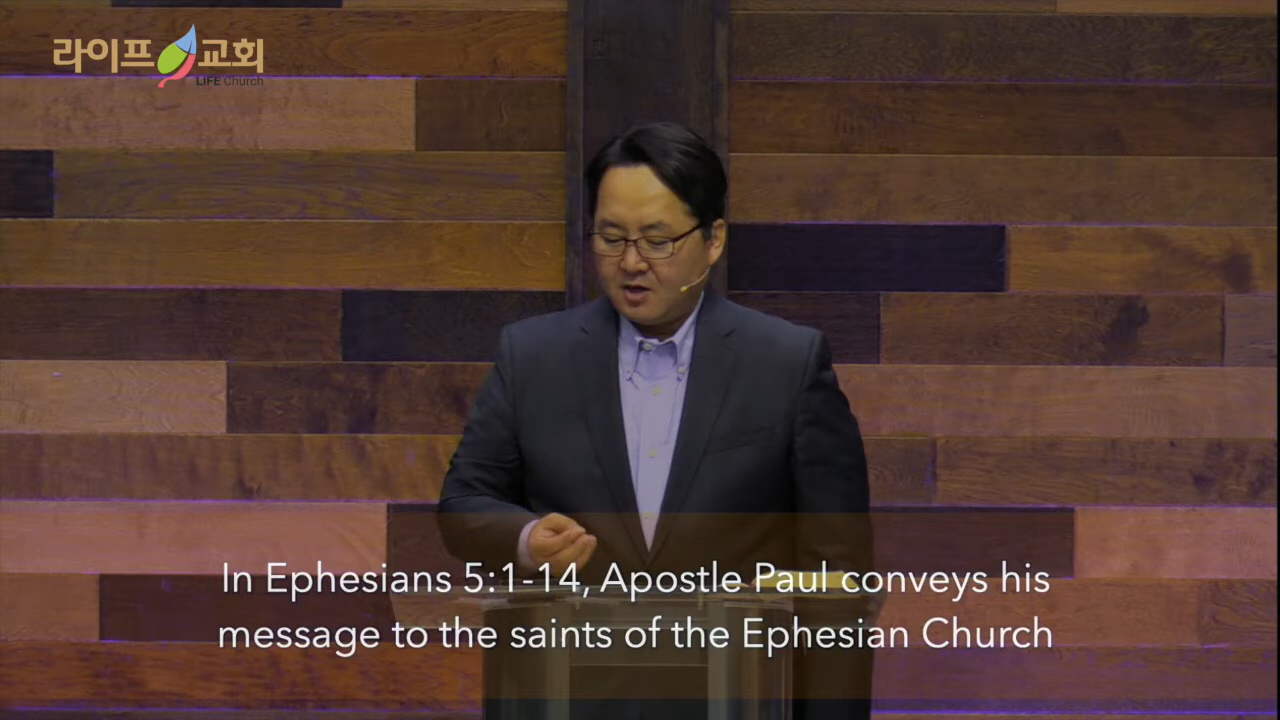 라이프 교회
LIFE Church
In Ephesians 5:1-14, Apostle Paul conveys his
message to the saints of the Ephesian Church